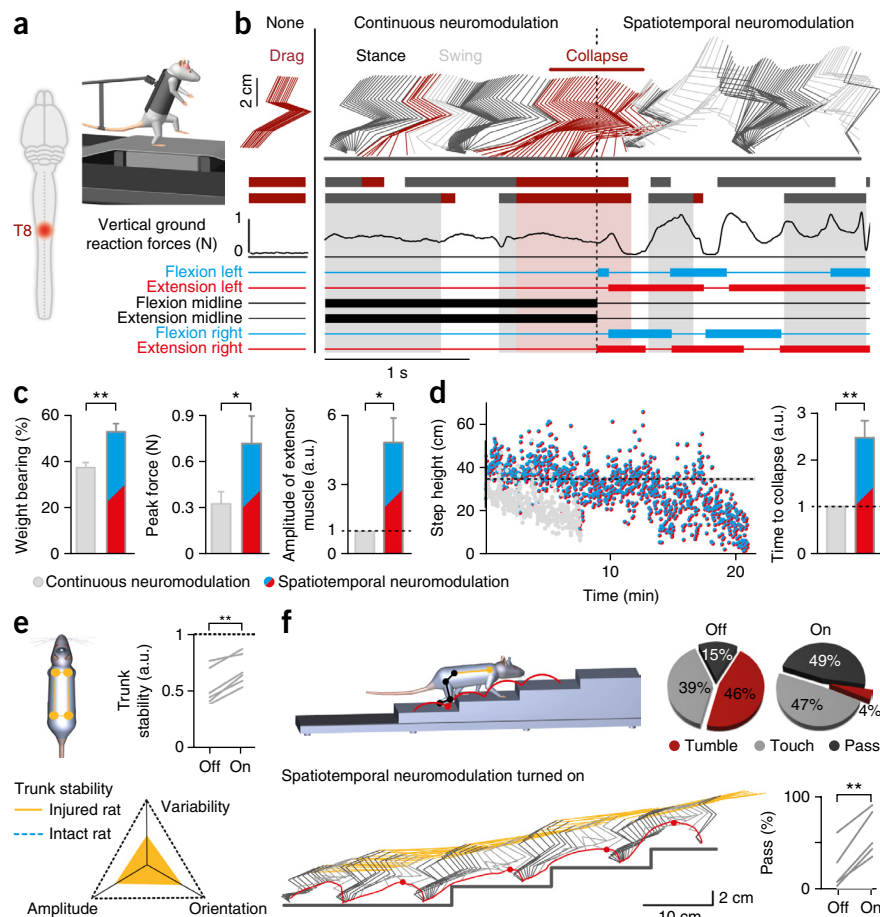 a
T8
b
None
Continuous neuromodulation
Spatiotemporal neuromodulation
Drag
Stance
Swing
Collapse
2 cm
Vertical ground
reaction forces (N)
1
0
Flexion left
Extension left
Flexion midline
Extension midline
Flexion right
Extension right
1 s
c
Weight bearing (%)
60
40
20
0
**
Peak force (N)
0.9
0.6
0.3
0
*
Amplitude of extensor
muscle (a.u.)
6
3
1
0
*
Continuous neuromodulation
Spatiotemporal neuromodulation
d
Step height (cm)
80
60
40
20
0
10
20
Time (min)
Time to collapse (a.u.)
3
2
1
0
**
e
Trunk
stability (a.u.)
1
0.5
0
**
Off
On
Trunk stability
Injured rat
Intact rat
Variability
Amplitude
Orientation
f
Off
15%
39%
46%
On
49%
47%
4%
Tumble
Touch
Pass
Spatiotemporal neuromodulation turned on
2 cm
10 cm
Pass (%)
100
50
0
**
Off
On